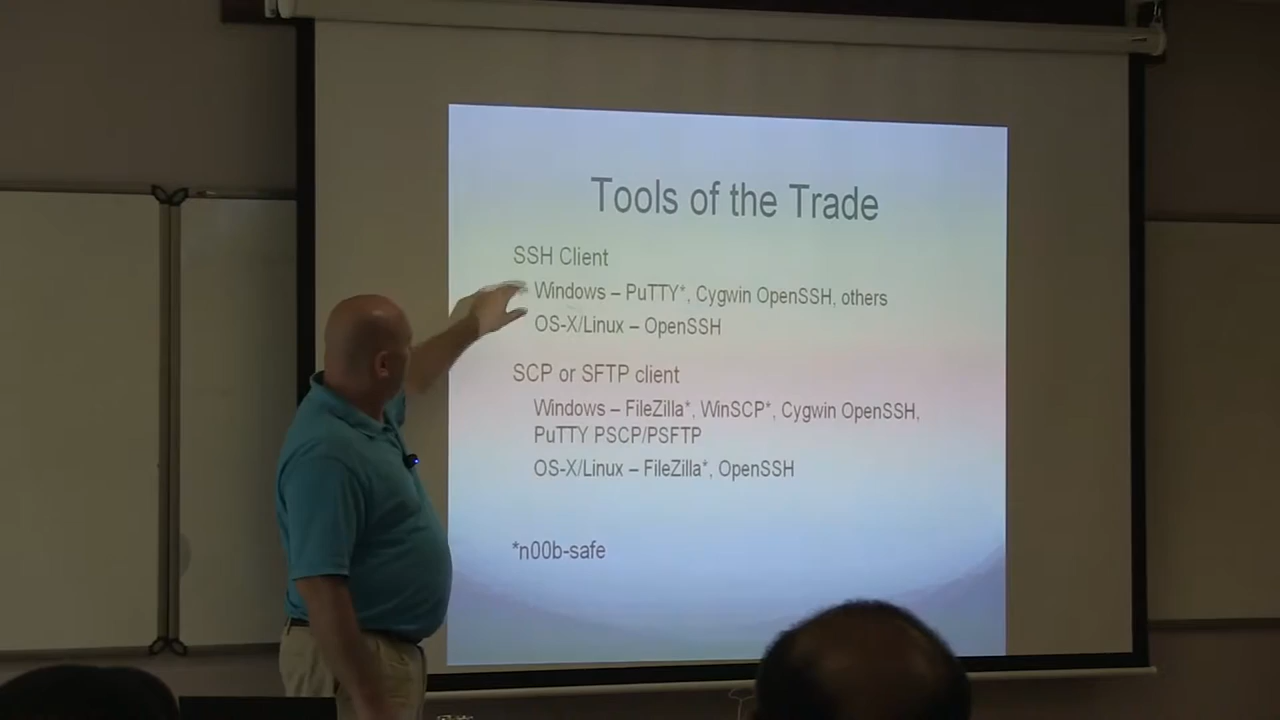 Tools of the Trade
SSH Client
Windows – PuTTY*, Cygwin OpenSSH, others
OS-X/Linux – OpenSSH
SCP or SFTP client
Windows – FileZilla*, WinSCP*, Cygwin OpenSSH,
PuTTY PSCP/PSFTP
OS-X/Linux – FileZilla*, OpenSSH
*n00b-safe